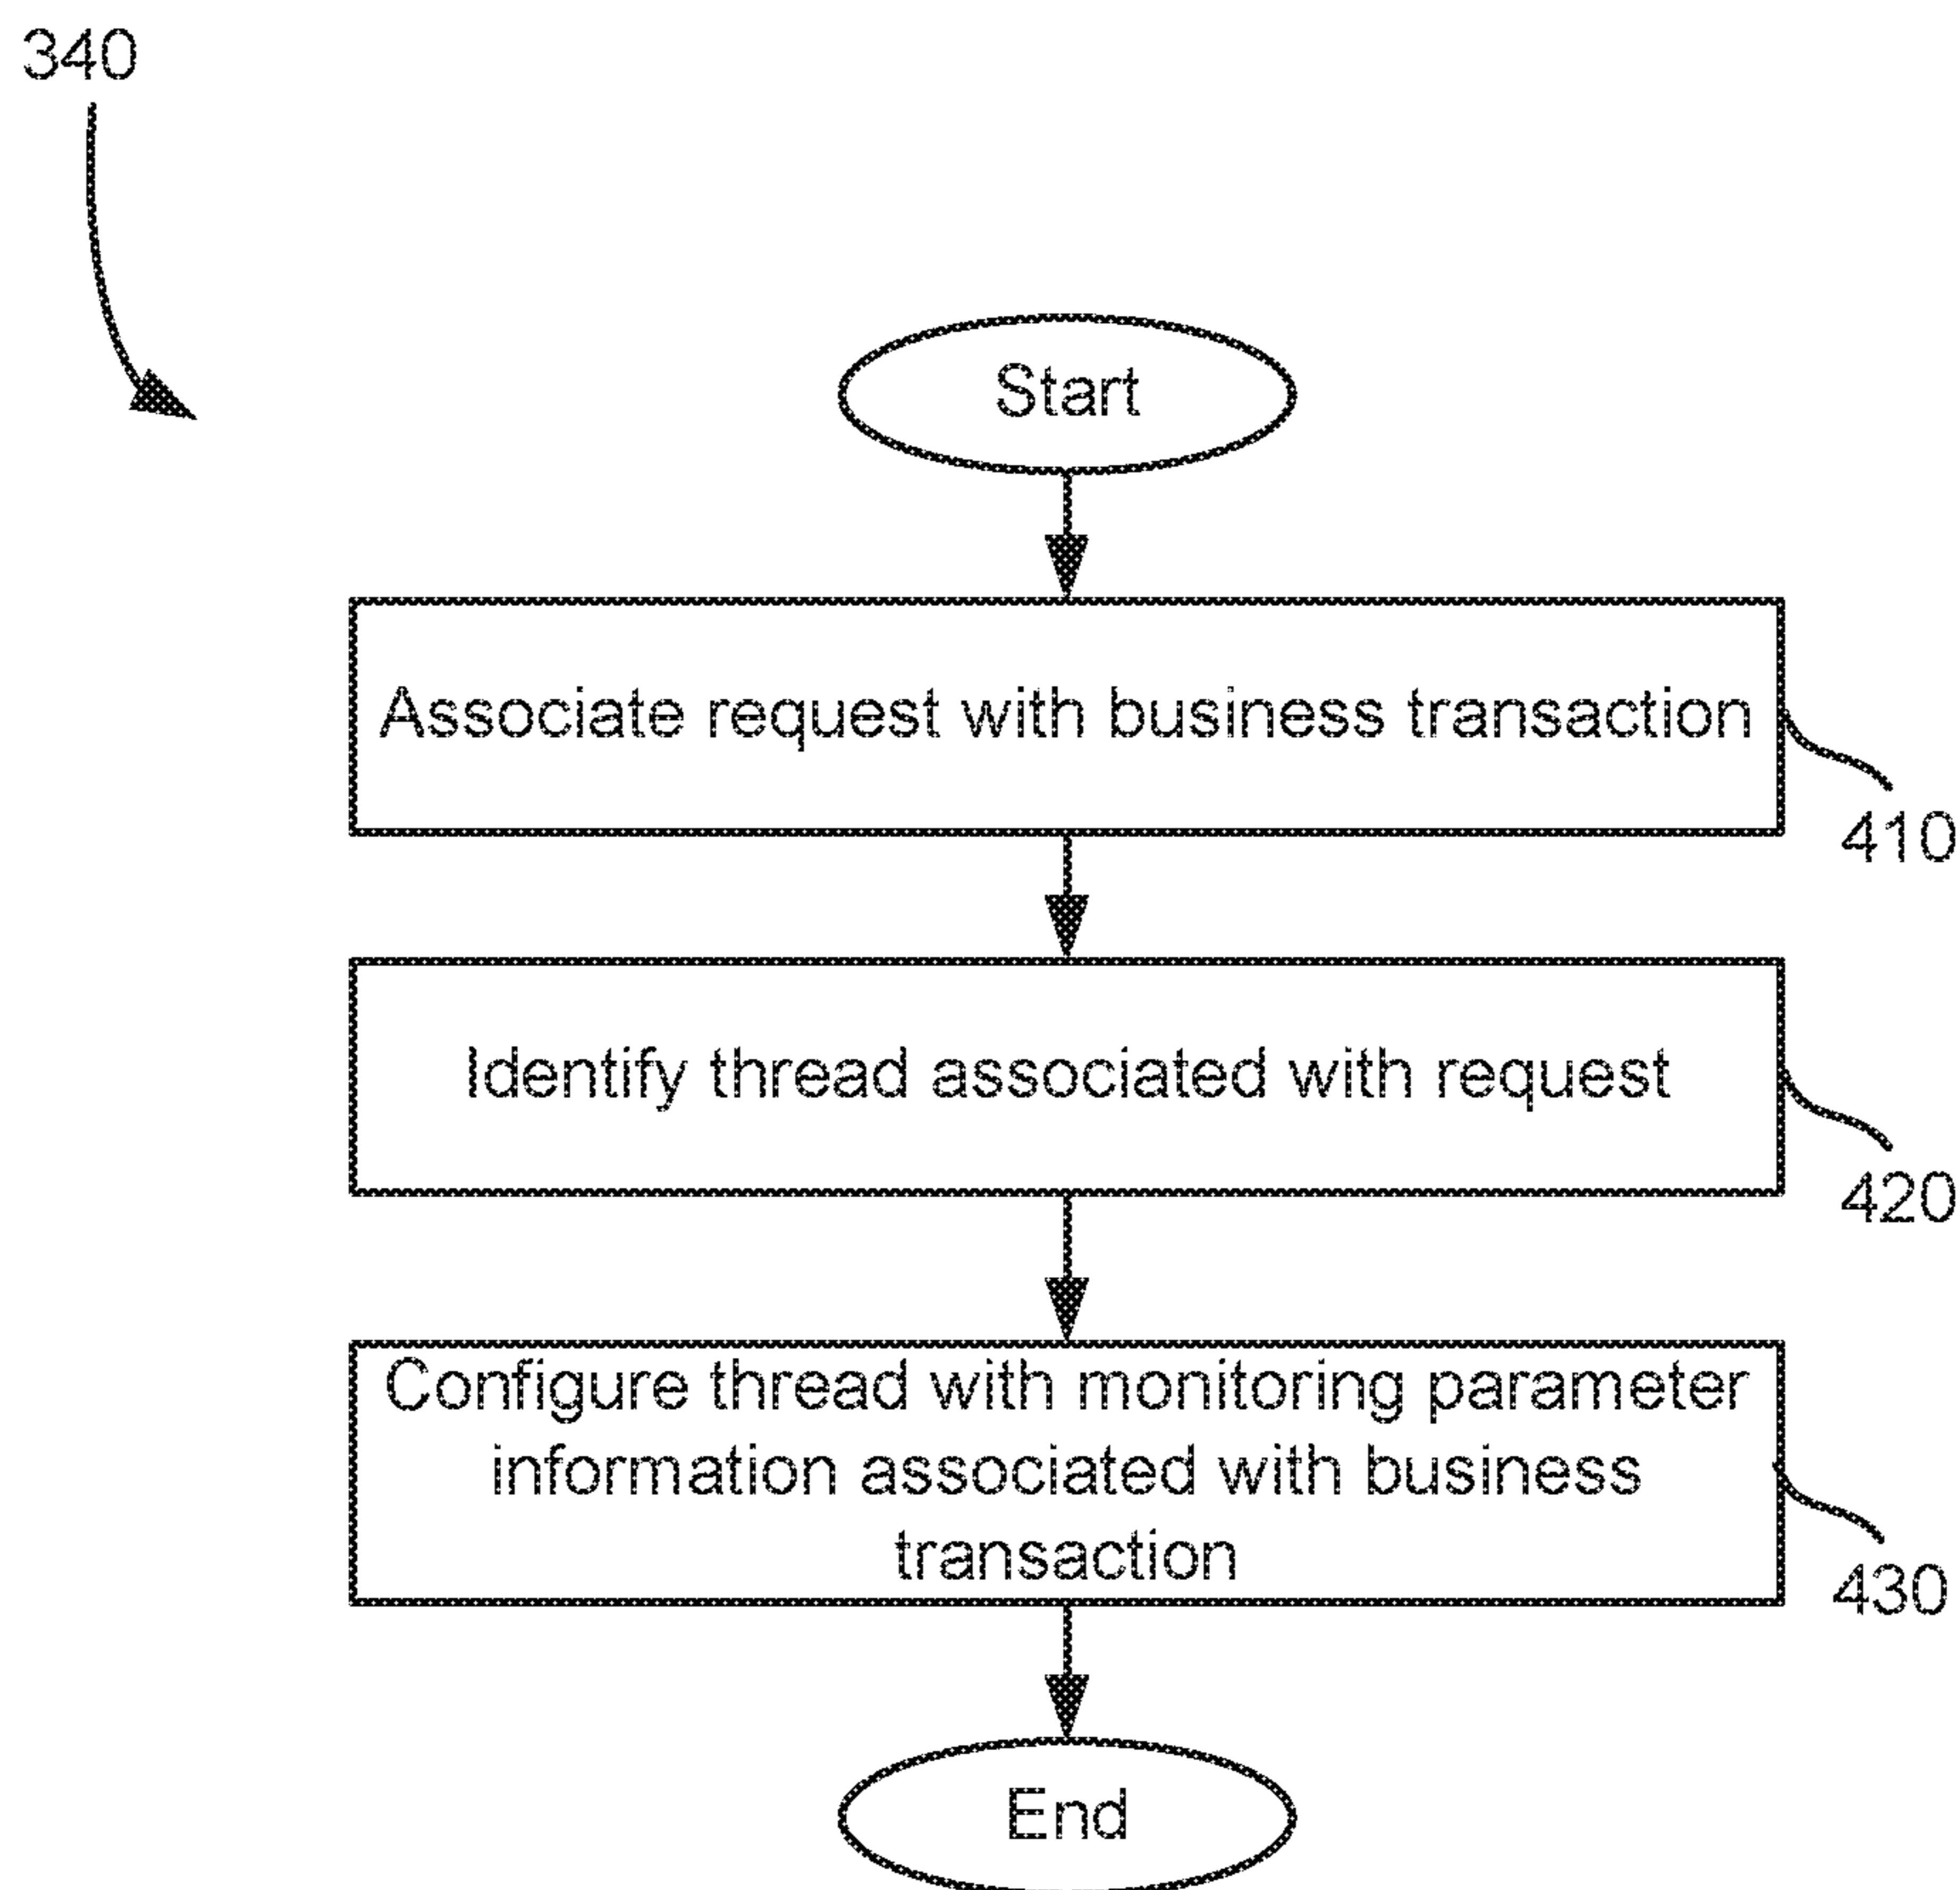 340
Start
Associate request with business transaction
410
Identify thread associated with request
420
Configure thread with monitoring parameter
information associated with business
transaction
430
End